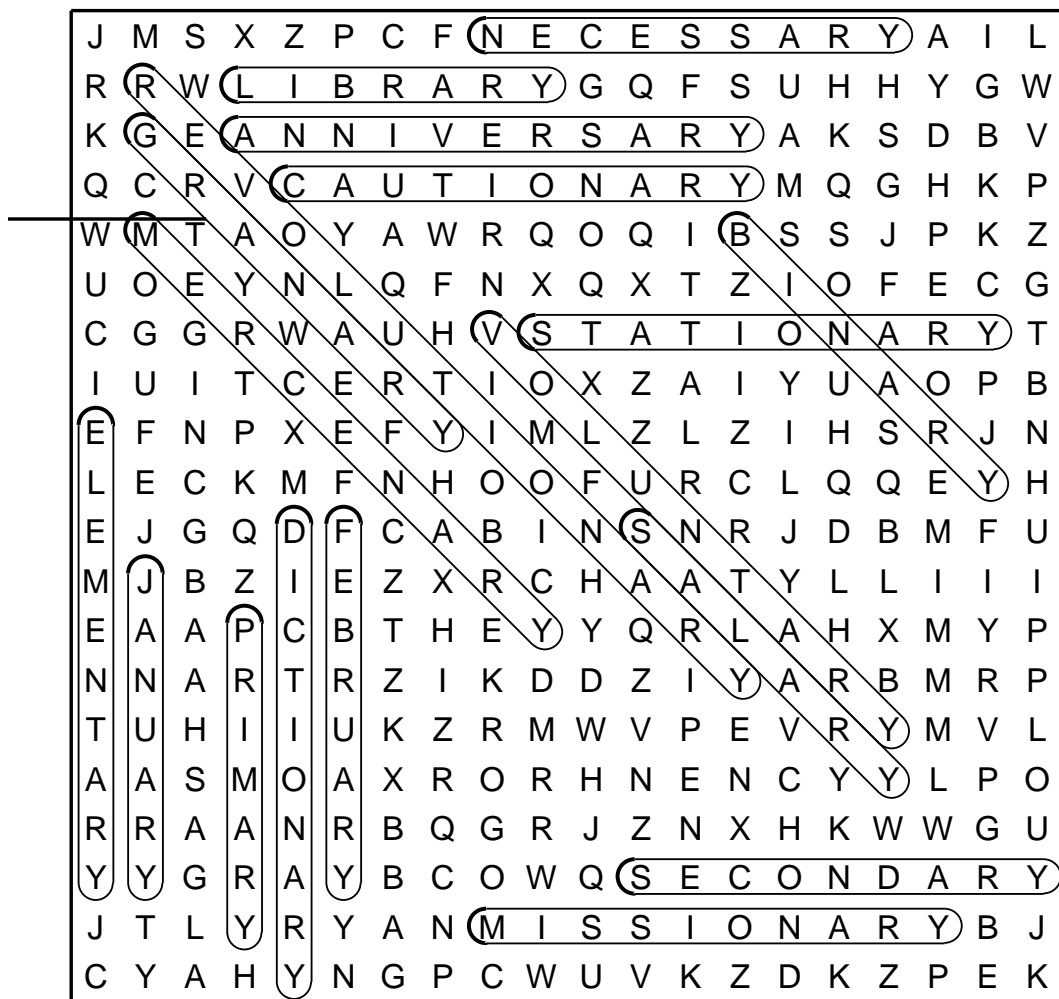 J M S X Z P C F N E C E S S A R Y A I L
R R W L I B R A R Y G Q F S U H H Y G W
K G E A N N I V E R S A R Y A K S D B V
Q C R V C A U T I O N A R Y M Q G H K P
W M T A O Y A W R Q O Q I B S S J P K Z
U O E Y N L Q F N X Q X T Z I O F E C G
C G G R W A U H V S T A T I O N A R Y T
I U I T C E R T I O X Z A I Y U A O P B
E F N P X E F Y I M L Z L Z I H S R J N
L E C K M F N H O O F U R C L Q Q E Y H
E J G Q D F C A B I N S N R J D B M F U
M J B Z I E Z X R C H A A T Y L L I I I
E A A P C B T H E Y Y Q R L A H X M Y P
N N A R T R Z I K D D Z I Y A R B M R P
T U H I I U K Z R M W V P E V R Y M V L
A A S M O A X R O R H N E N C Y Y L P O
R R A A N R B Q G R J Z N X H K W W G U
Y Y G R A Y B C O W Q S E C O N D A R Y
J T L Y R Y A N M I S S I O N A R Y B J
C Y A H Y N G P C W U V K Z D K Z P E K